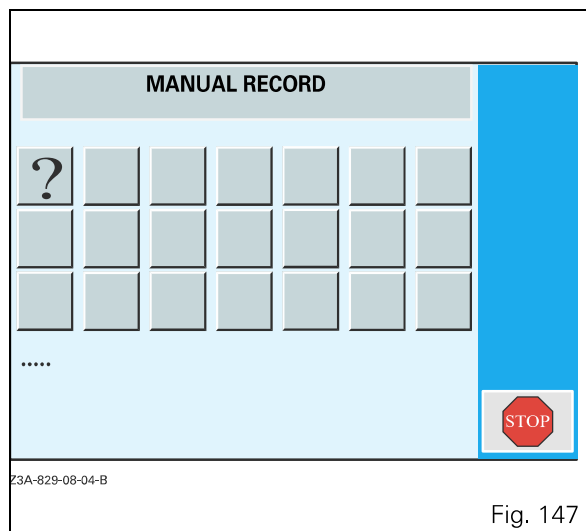 MANUAL RECORD
?
.....
STOP
Z3A-829-08-04-B
Fig. 147